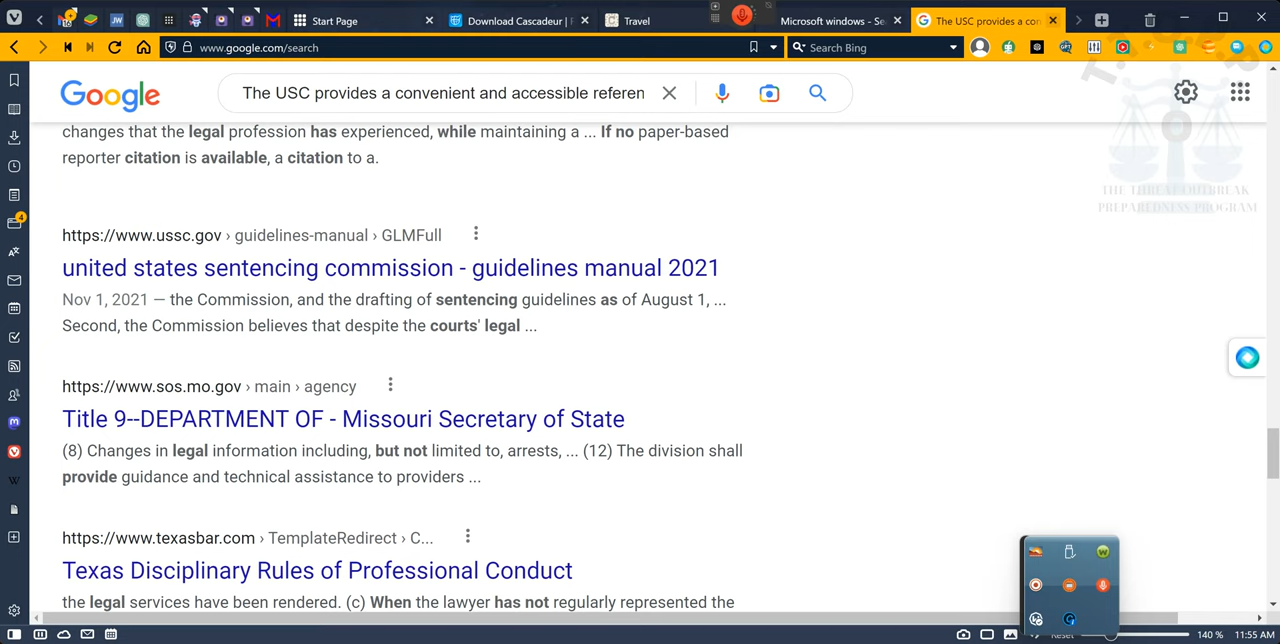 Start Page
Download Cascadeur | F
Travel
Microsoft windows - Se
The USC provides a con
www.google.com/search
Search Bing
Google
The USC provides a convenient and accessible referen
T.T.O.P.P
THE THREAT OUTBREAK
PREPAREDNESS PROGRAM
changes that the legal profession has experienced, while maintaining a ... If no paper-based
reporter citation is available, a citation to a.
https://www.ussc.gov › guidelines-manual › GLMFull
united states sentencing commission - guidelines manual 2021
Nov 1, 2021 — the Commission, and the drafting of sentencing guidelines as of August 1, ...
Second, the Commission believes that despite the courts' legal ...
https://www.sos.mo.gov › main › agency
Title 9--DEPARTMENT OF - Missouri Secretary of State
(8) Changes in legal information including, but not limited to, arrests, ... (12) The division shall
provide guidance and technical assistance to providers ...
https://www.texasbar.com › TemplateRedirect › C...
Texas Disciplinary Rules of Professional Conduct
the legal services have been rendered. (c) When the lawyer has not regularly represented the
Reset
140 %
11:55 AM